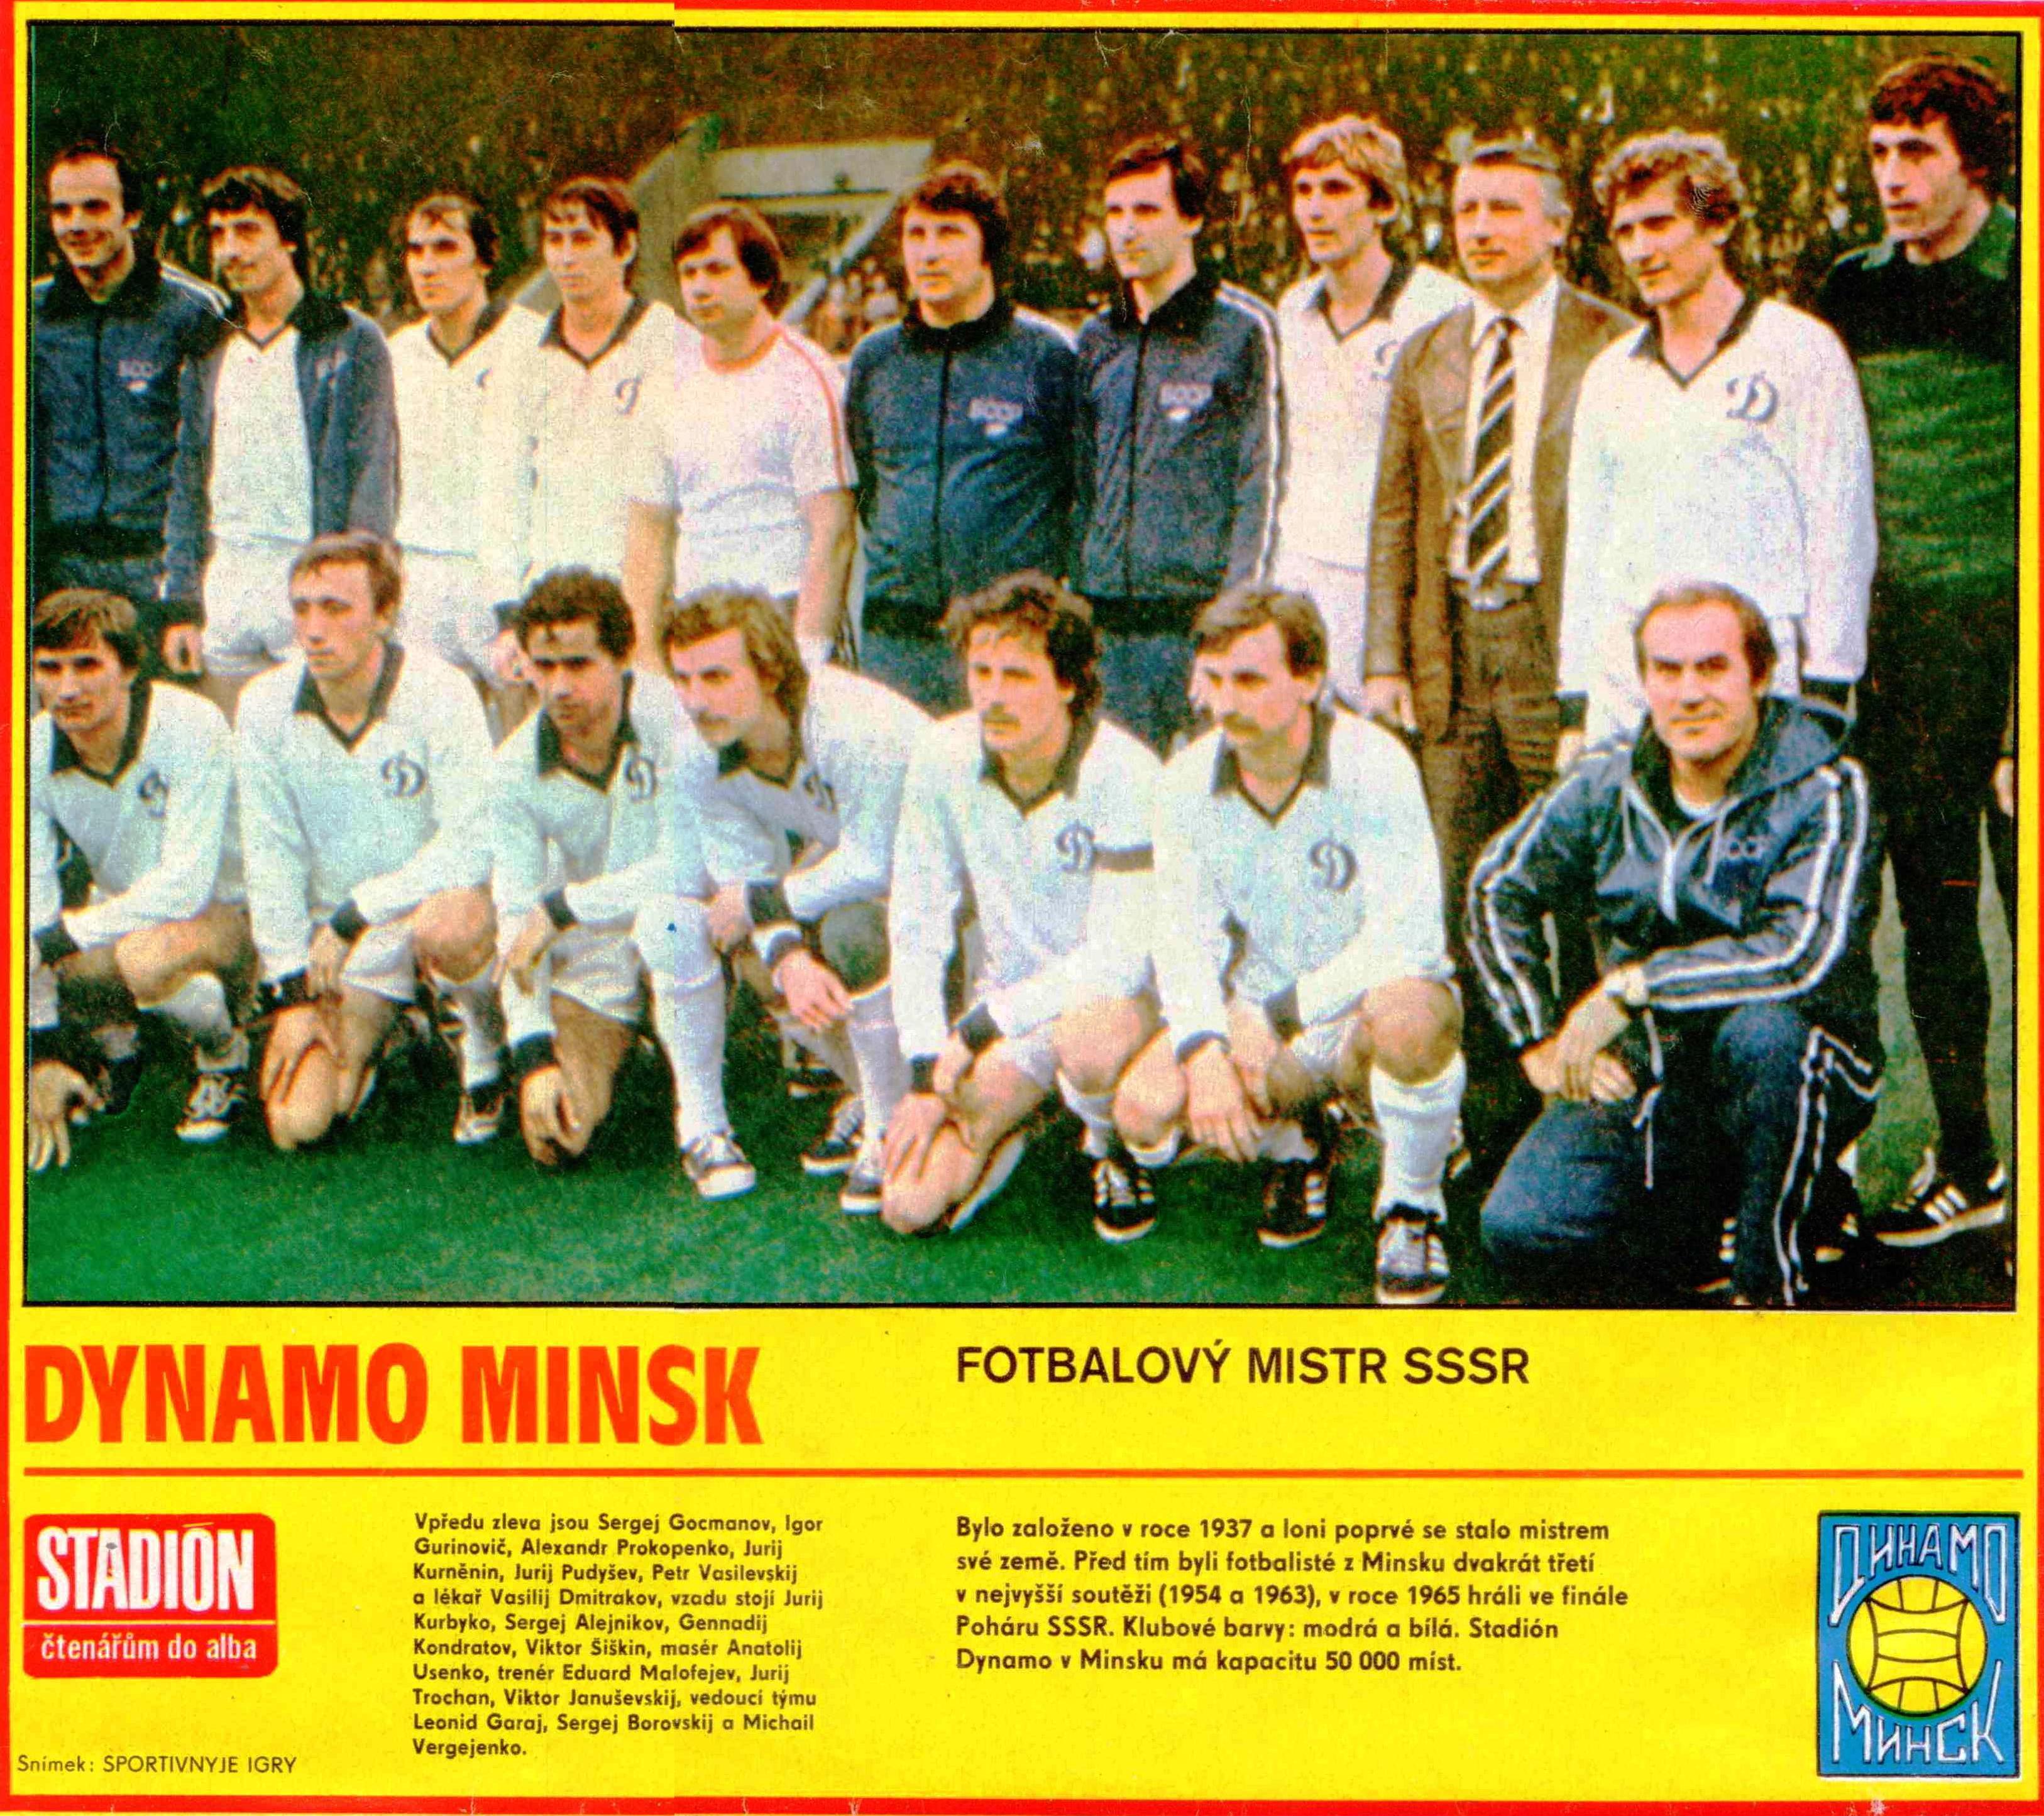 DYNAMO MINSK
FOTBALOVÝ MISTR SSSR
STADIÓN
čtenářům do alba
Snímek: SPORTIVNYJE IGRY
Vpředu zleva jsou Sergej Gocmanov, Igor
Gurinovič, Alexandr Prokopenko, Jurij
Kurněnin, Jurij Pudyšev, Petr Vasilevskij
a lékař Vasilij Dmitrakov, vzadu stojí Jurij
Kurbyko, Sergej Alejnikov, Gennadij
Kondratov, Viktor Šiškin, masér Anatolij
Usenko, trenér Eduard Malofejev, Jurij
Trochan, Viktor Januševskij, vedoucí týmu
Leonid Garaj, Sergej Borovskij a Michail
Vergejenko.
Bylo založeno v roce 1937 a loni poprvé se stalo mistrem
své země. Před tím byli fotbalisté z Minsku dvakrát třetí
v nejvyšší soutěži (1954 a 1963), v roce 1965 hráli ve finále
Poháru SSSR. Klubové barvy: modrá a bílá. Stadión
Dynamo v Minsku má kapacitu 50 000 míst.
ДИНАМО
МИНСК